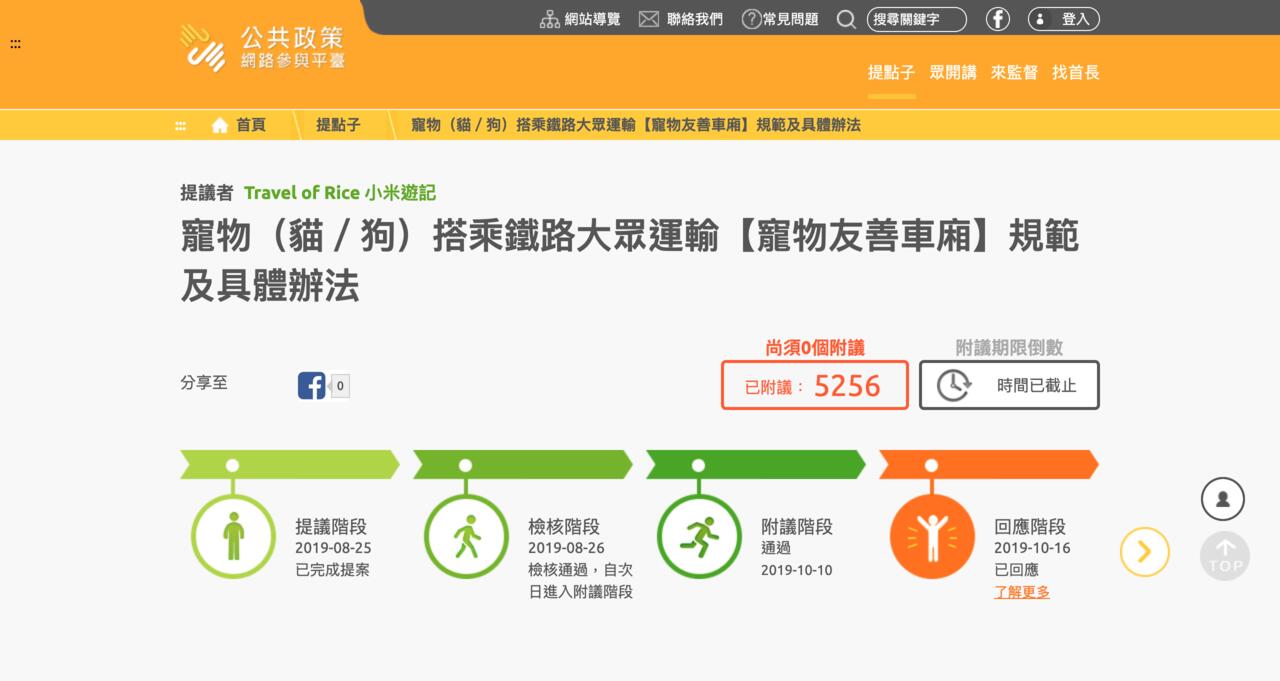 網站導覽
聯絡我們
常見問題
搜尋關鍵字
登入
公共政策
網路參與平臺
:::
提點子
眾開講
來監督
找首長
:::
首頁
提點子
寵物（貓／狗）搭乘鐵路大眾運輸【寵物友善車廂】規範及具體辦法
提議者 Travel of Rice 小米遊記
寵物（貓／狗）搭乘鐵路大眾運輸【寵物友善車廂】規範
及具體辦法
尚須0個附議
附議期限倒數
分享至
0
已附議： 5256
時間已截止
提議階段
2019-08-25
已完成提案
檢核階段
2019-08-26
檢核通過，自次
日進入附議階段
附議階段
通過
2019-10-10
回應階段
2019-10-16
已回應
了解更多
TOP